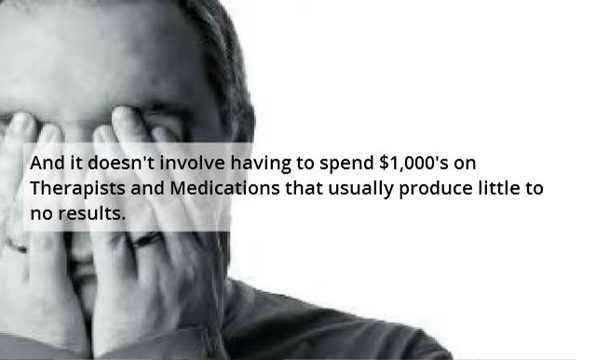 And it doesn't involve having to spend $1,000's on
Therapists and Medications that usually produce little to
no results.